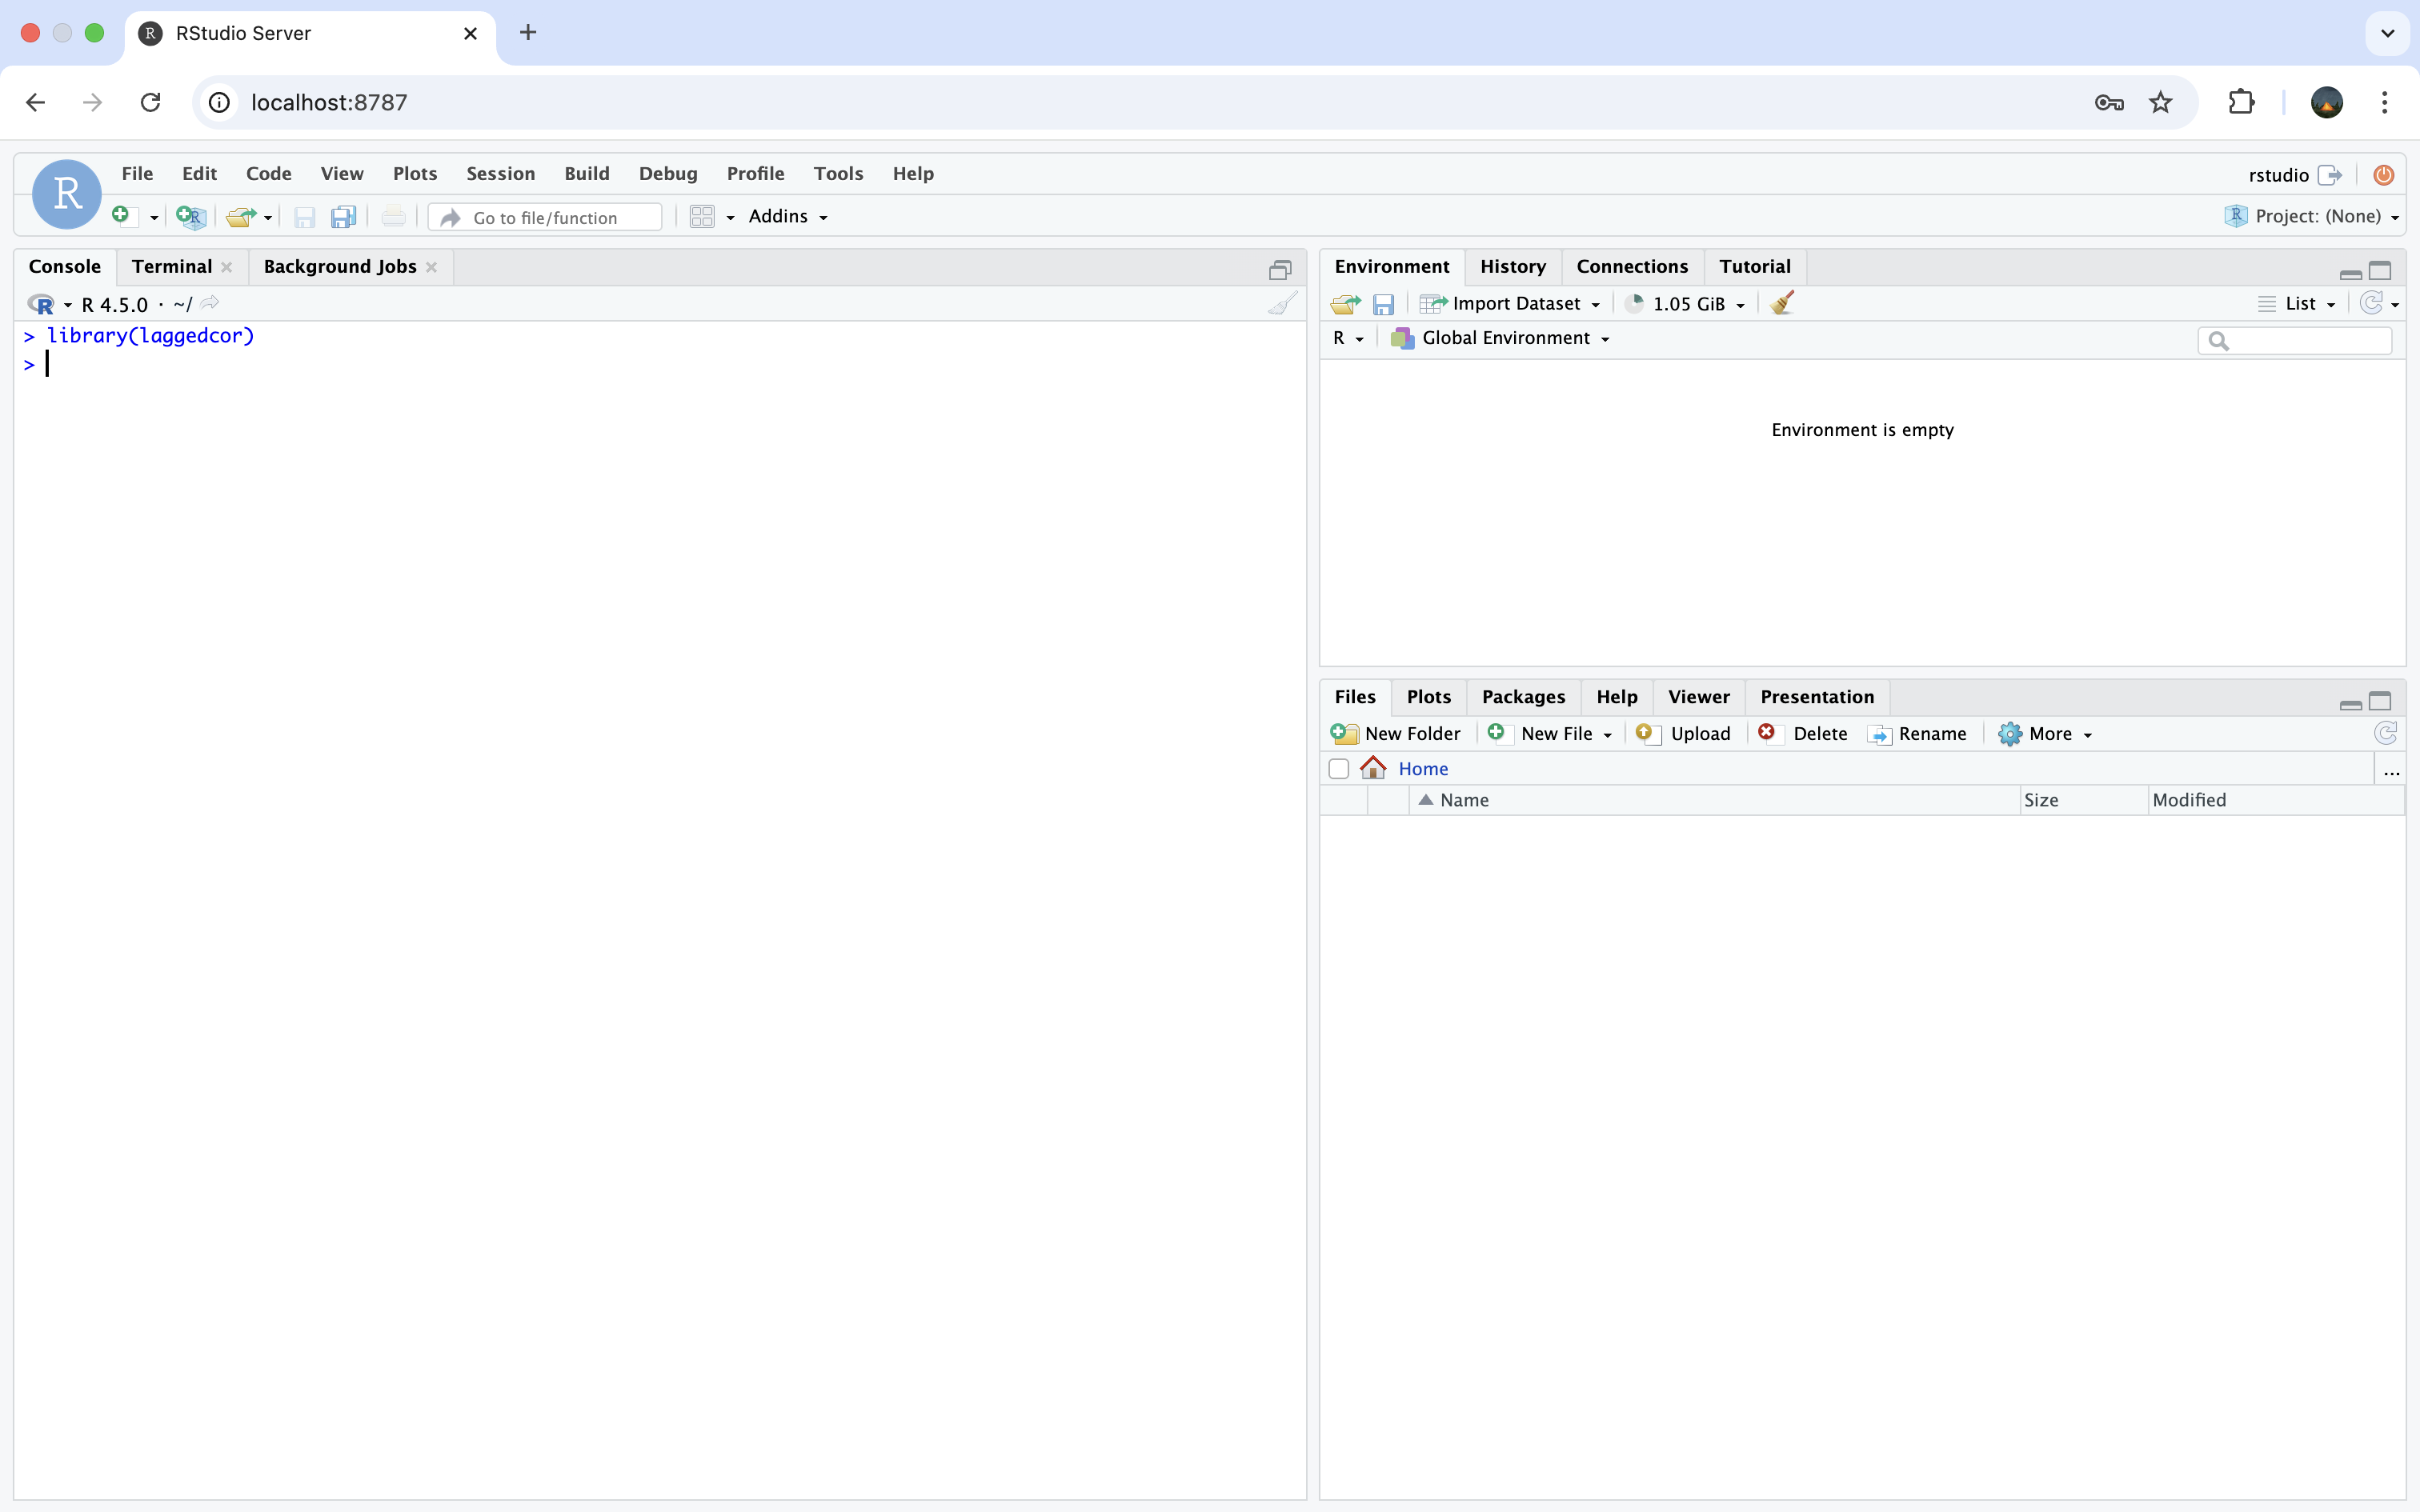 RStudio Server
localhost:8787
File Edit Code View Plots Session Build Debug Profile Tools Help
rstudio
Go to file/function
Addins
Project: (None)
Console Terminal Background Jobs
R 4.5.0 · ~/
> library(laggedcor)
>
Environment History Connections Tutorial
Import Dataset
1.05 GiB
List
R
Global Environment
Environment is empty
Files Plots Packages Help Viewer Presentation
New Folder New File Upload Delete Rename More
Home
...
Name Size Modified